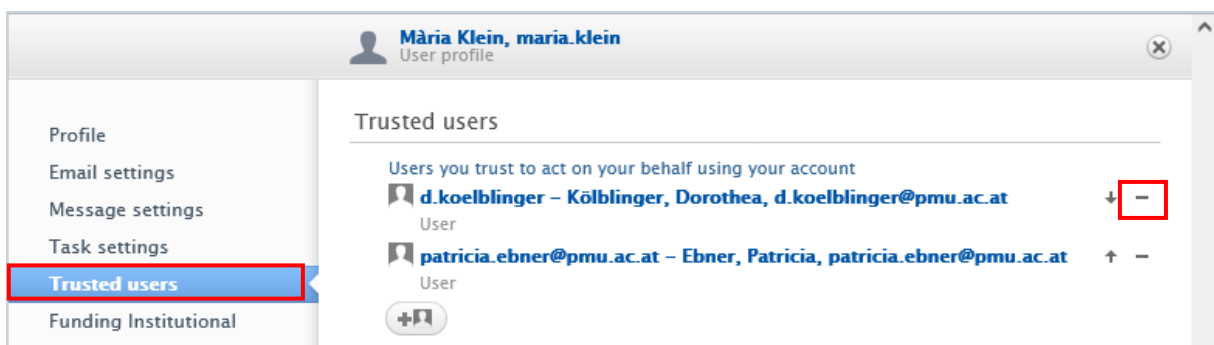 Mària Klein, maria.klein
User profile
Profile
Email settings
Message settings
Task settings
Trusted users
Funding Institutional
Trusted users
Users you trust to act on your behalf using your account
d.koelblinger – Kölblinger, Dorothea, d.koelblinger@pmu.ac.at
User
patricia.ebner@pmu.ac.at – Ebner, Patricia, patricia.ebner@pmu.ac.at
User